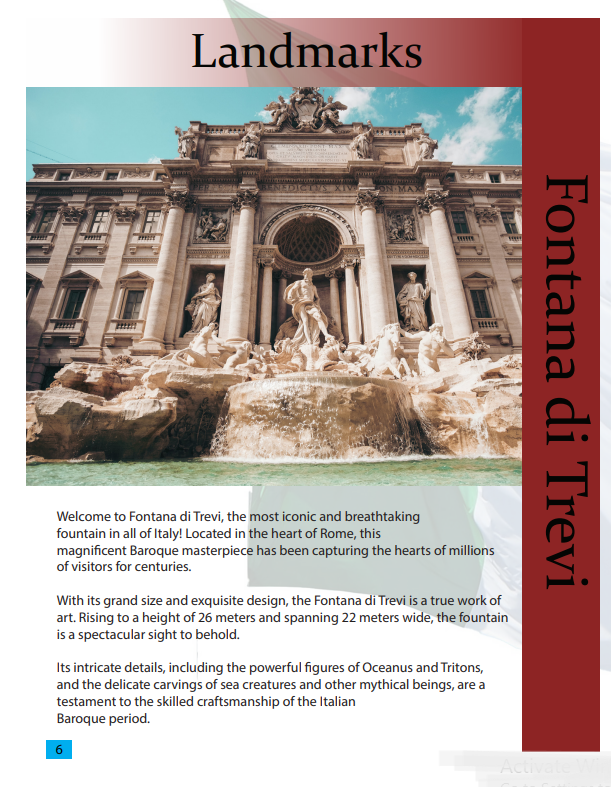 Landmarks
BENEDICTVS XIV
PON MAX
Fontana di Trevi
Welcome to Fontana di Trevi, the most iconic and breathtaking
fountain in all of Italy! Located in the heart of Rome, this
magnificent Baroque masterpiece has been capturing the hearts of millions
of visitors for centuries.
With its grand size and exquisite design, the Fontana di Trevi is a true work of
art. Rising to a height of 26 meters and spanning 22 meters wide, the fountain
is a spectacular sight to behold.
Its intricate details, including the powerful figures of Oceanus and Tritons,
and the delicate carvings of sea creatures and other mythical beings, are a
testament to the skilled craftsmanship of the Italian
Baroque period.
6
Activate W